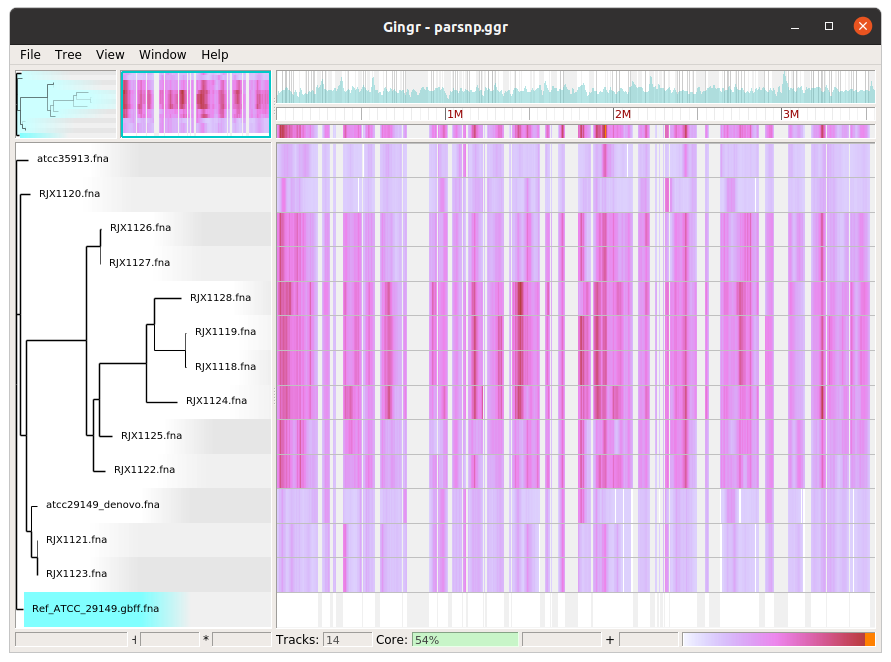 Gingr - parsnp.ggr
File Tree View Window Help
1M 2M 3M
atcc35913.fna
RJX1120.fna
RJX1126.fna
RJX1127.fna
RJX1128.fna
RJX1119.fna
RJX1118.fna
RJX1124.fna
RJX1125.fna
RJX1122.fna
atcc29149_denovo.fna
RJX1121.fna
RJX1123.fna
Ref_ATCC_29149.gbff.fna
* Tracks: 14 Core: 54% +